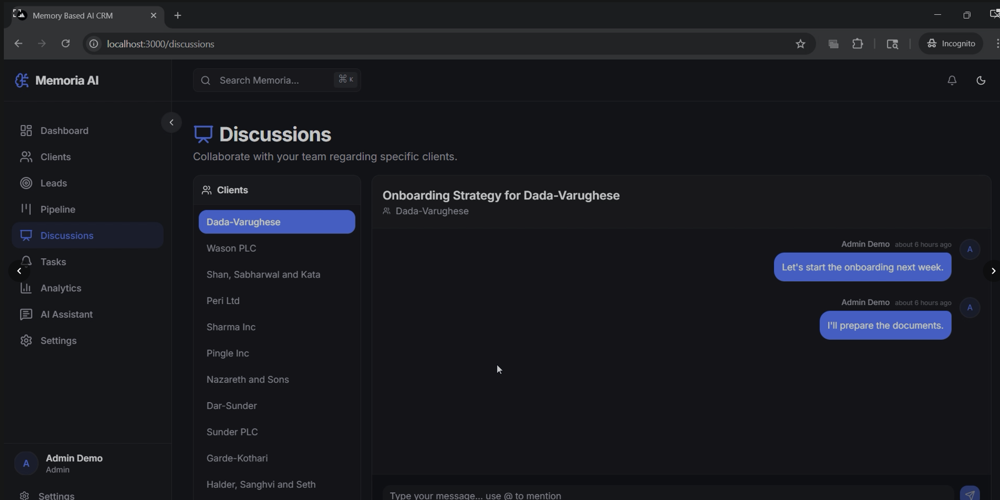 Memory Based AI CRM
localhost:3000/discussions
Incognito
Memoria AI
Search Memoria...
⌘ K
Dashboard
Clients
Leads
Pipeline
Discussions
Tasks
Analytics
AI Assistant
Settings
A
Admin Demo
Admin
Settings
Discussions
Collaborate with your team regarding specific clients.
Clients
Dada-Varughese
Wason PLC
Shan, Sabharwal and Kata
Peri Ltd
Sharma Inc
Pingle Inc
Nazareth and Sons
Dar-Sunder
Sunder PLC
Garde-Kothari
Halder, Sanghvi and Seth
Onboarding Strategy for Dada-Varughese
Dada-Varughese
Admin Demo about 6 hours ago
A
Let's start the onboarding next week.
Admin Demo about 6 hours ago
A
I'll prepare the documents.
Type your message... use @ to mention